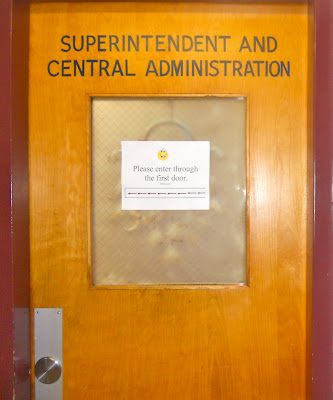 SUPERINTENDENT AND
CENTRAL ADMINISTRATION
Please enter through
the first door.